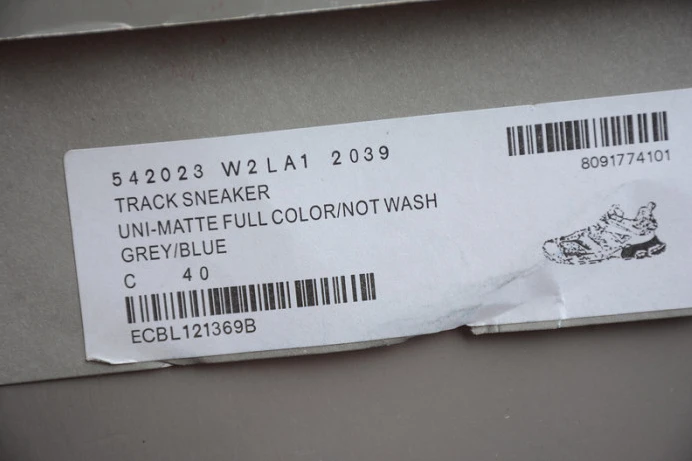 542023 W2LA1 2039
TRACK SNEAKER
UNI-MATTE FULL COLOR/NOT WASH
GREY/BLUE
C 40
ECBL121369B
8091774101